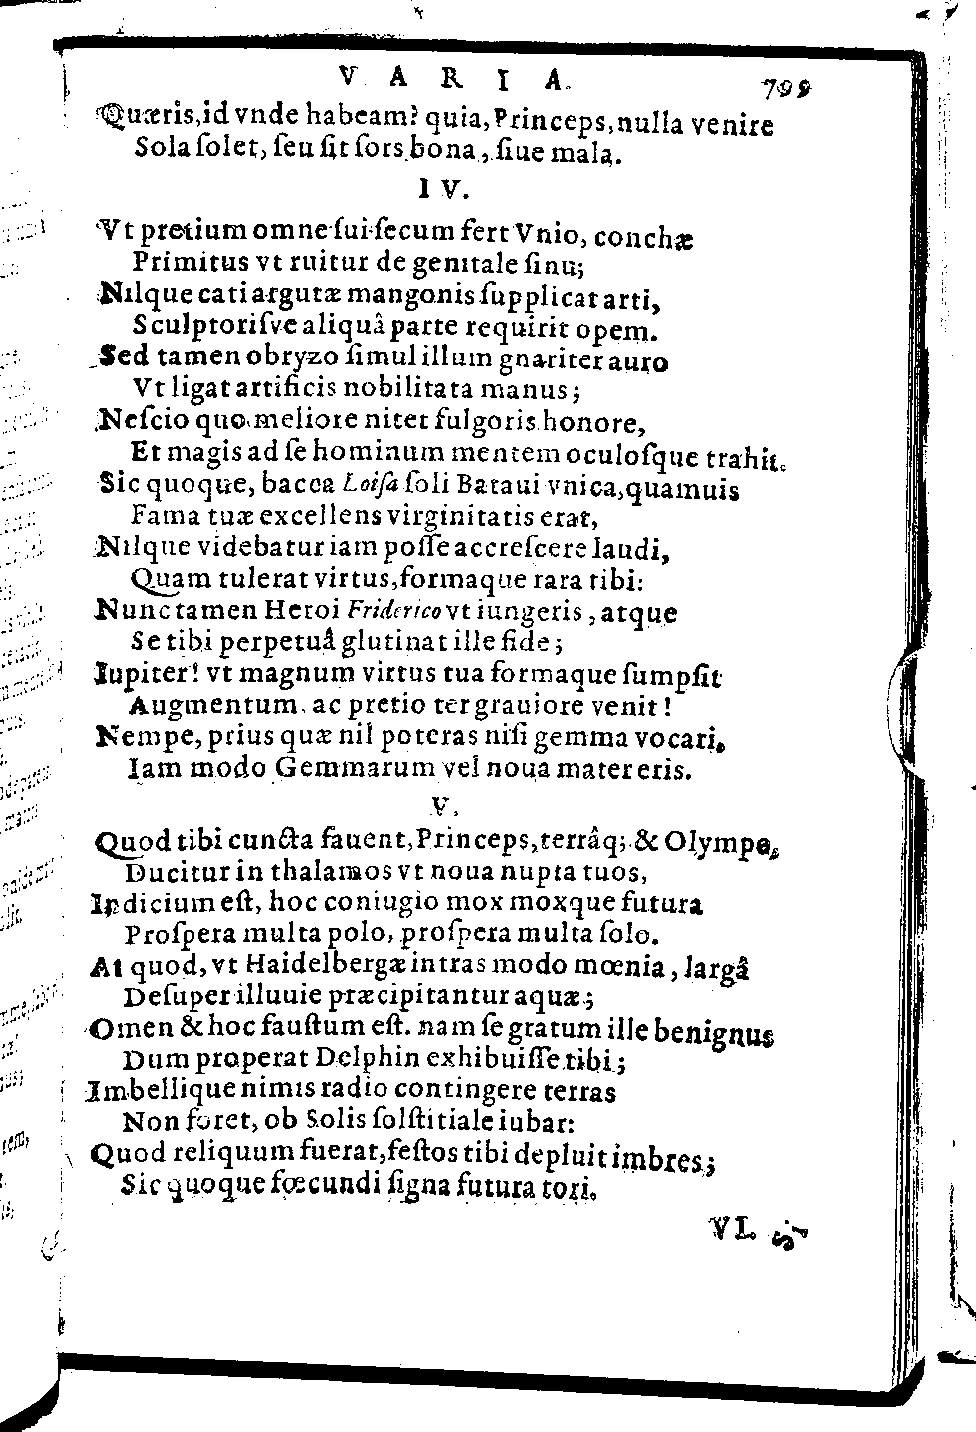 VARIA. 799
Quæris, id vnde habeam? quia, Princeps, nulla venire
Sola ſolet, ſeu ſit ſors bona, ſiue mala.
IV.
Vt pretium omne ſui ſecum fert Vnio, conchæ
Primitus vt ruitur de genitale ſinu;
Nilque cati argutæ mangonis ſupplicat arti,
Sculptoriſve aliquâ parte requirit opem.
Sed tamen obryzo ſimul illum gnariter auro
Vt ligat artificis nobilitata manus;
Neſcio quo meliore nitet fulgoris honore,
Et magis ad ſe hominum mentem oculoſque trahit.
Sic quoque, bacca Loiſa ſoli Bataui vnica, quamuis
Fama tuæ excellens virginitatis erat,
Nilque videbatur iam poſſe accreſcere laudi,
Quam tulerat virtus, formaque rara tibi:
Nunc tamen Heroi Friderico vt iungeris, atque
Se tibi perpetuâ glutinat ille fide;
Iupiter! vt magnum virtus tua formaque ſumpſit
Augmentum. ac pretio ter grauiore venit!
Nempe, prius quæ nil poteras niſi gemma vocari,
Iam modo Gemmarum vel noua mater eris.
V.
Quod tibi cuncta fauent, Princeps, terrâq; & Olympo,
Ducitur in thalamos vt noua nupta tuos,
Indicium eſt, hoc coniugio mox moxque futura
Proſpera multa polo, proſpera multa ſolo.
At quod, vt Haidelbergæ intras modo mœnia, largâ
Deſuper illuuie præcipitantur aquæ;
Omen & hoc fauſtum eſt. nam ſe gratum ille benignus
Dum properat Delphin exhibuiſſe tibi;
Imbellique nimis radio contingere terras
Non foret, ob Solis ſolſtitiale iubar:
Quod reliquum fuerat, feſtos tibi depluit imbres;
Sic quoque fœcundi ſigna futura tori.
VI. Si